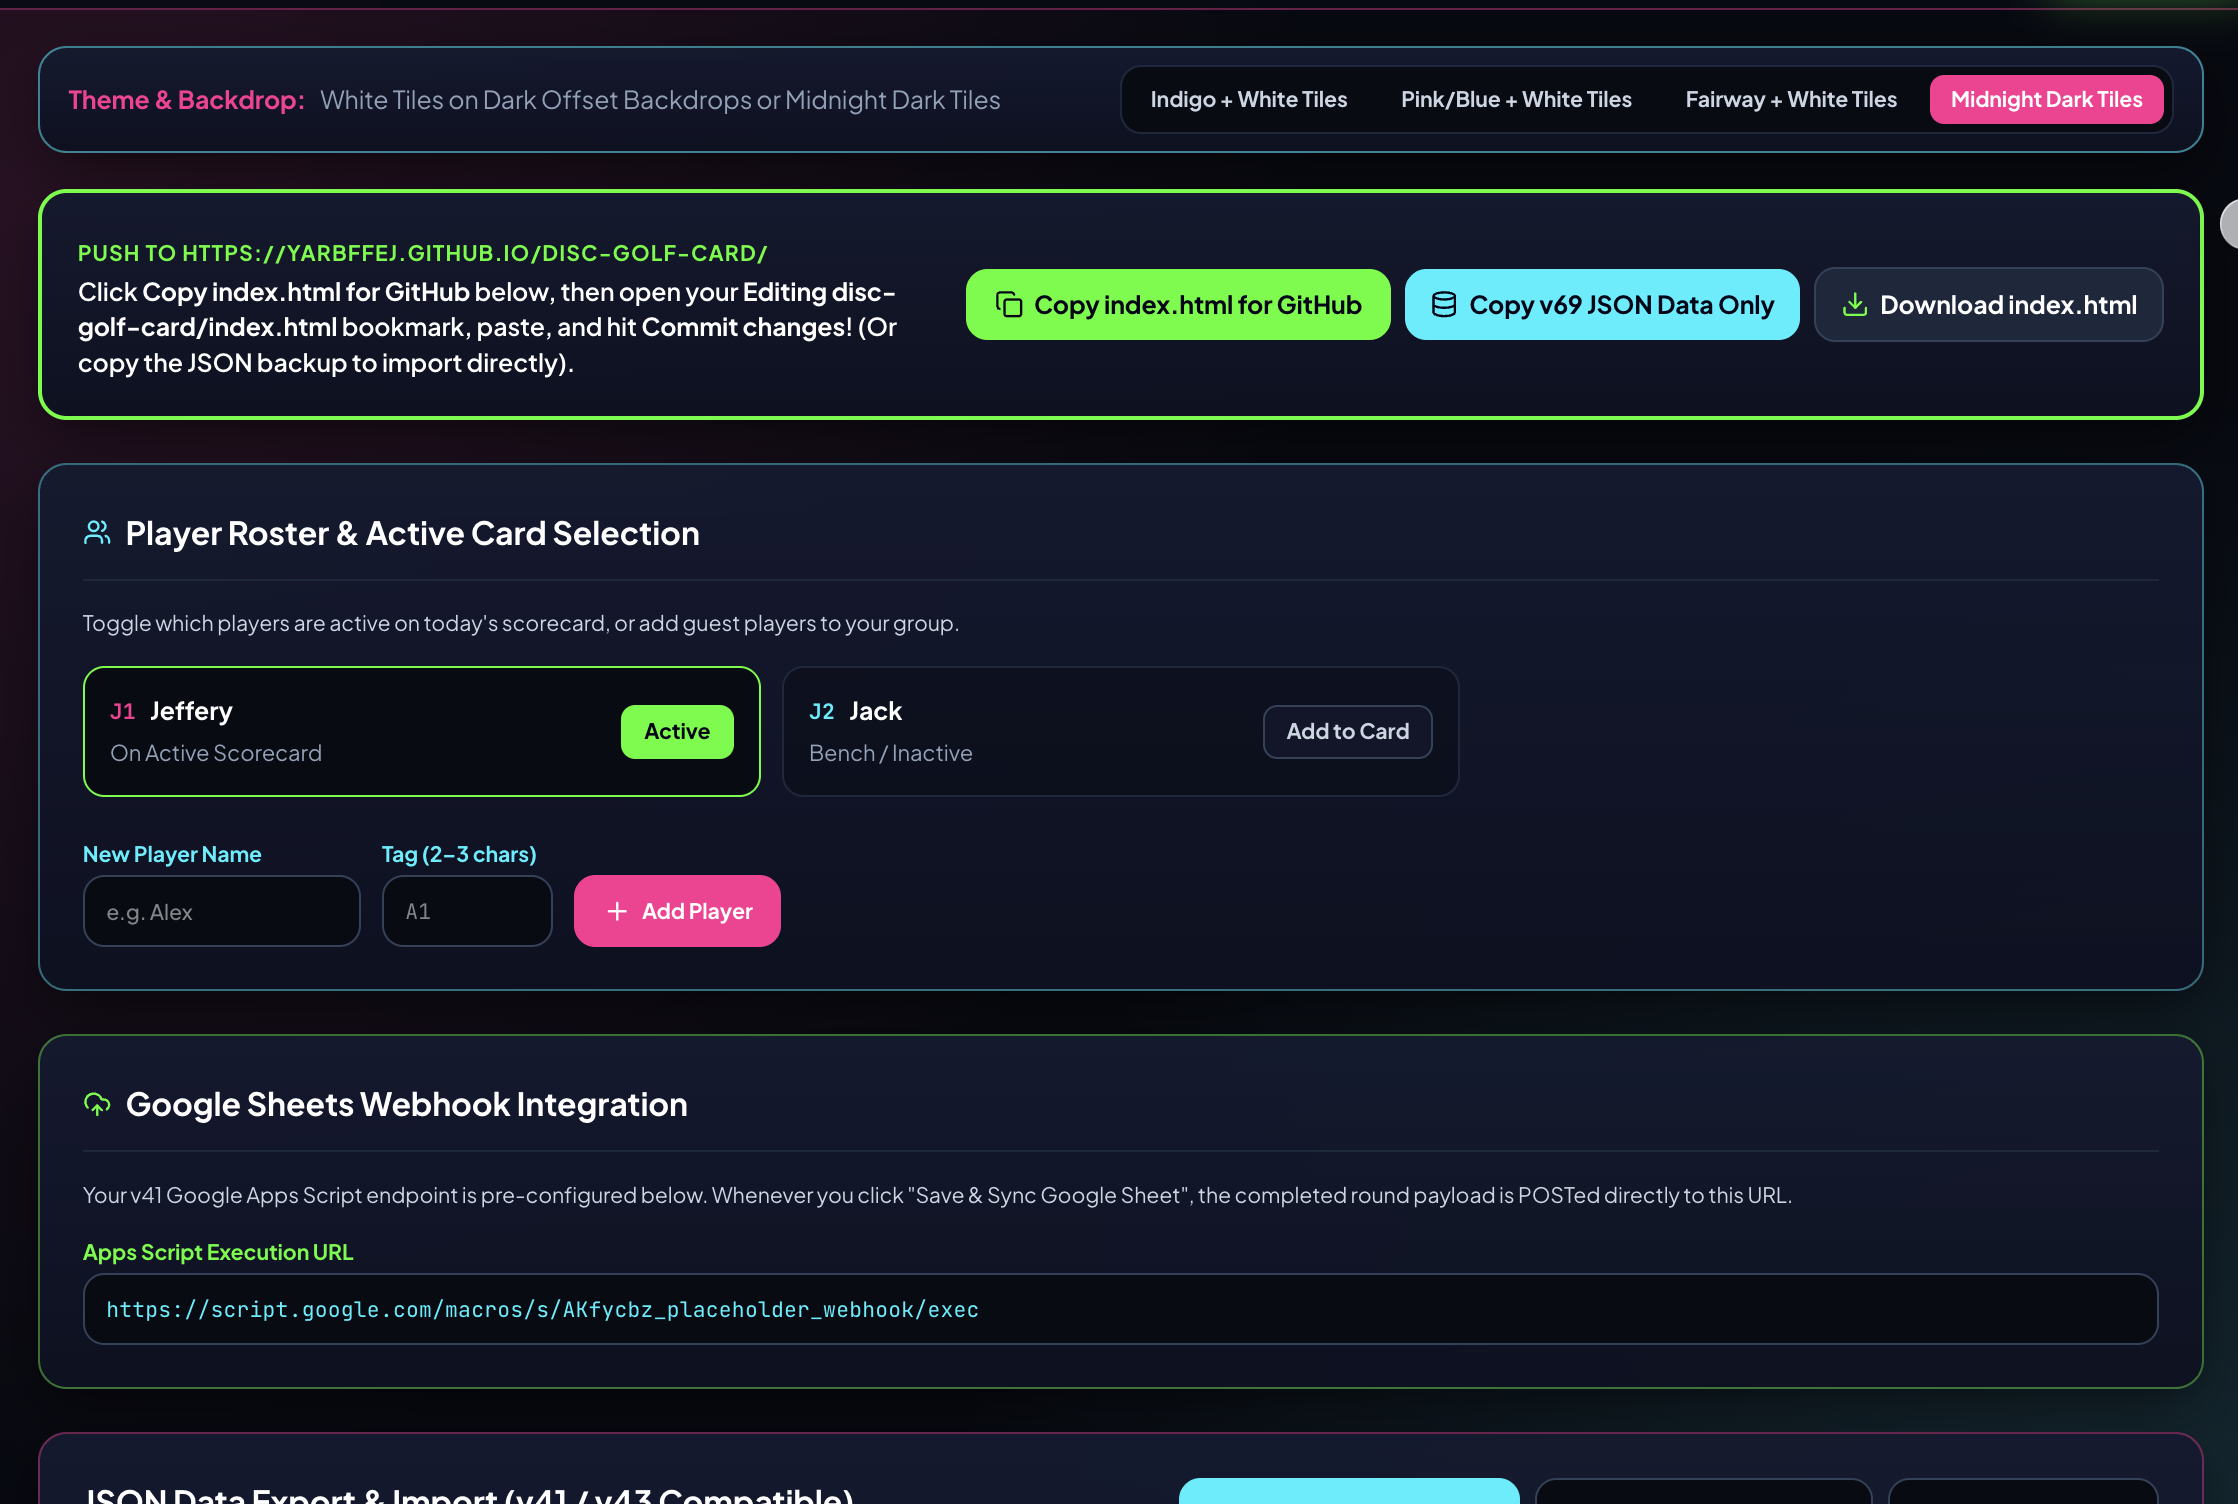 Theme & Backdrop: White Tiles on Dark Offset Backdrops or Midnight Dark Tiles
Indigo + White Tiles
Pink/Blue + White Tiles
Fairway + White Tiles
Midnight Dark Tiles
PUSH TO HTTPS://YARBFFEJ.GITHUB.IO/DISC-GOLF-CARD/
Click Copy index.html for GitHub below, then open your Editing disc-
golf-card/index.html bookmark, paste, and hit Commit changes! (Or
copy the JSON backup to import directly).
Copy index.html for GitHub
Copy v69 JSON Data Only
Download index.html
Player Roster & Active Card Selection
Toggle which players are active on today's scorecard, or add guest players to your group.
J1 Jeffery
On Active Scorecard
Active
J2 Jack
Bench / Inactive
Add to Card
New Player Name
Tag (2-3 chars)
e.g. Alex
A1
+ Add Player
Google Sheets Webhook Integration
Your v41 Google Apps Script endpoint is pre-configured below. Whenever you click "Save & Sync Google Sheet", the completed round payload is POSTed directly to this URL.
Apps Script Execution URL
https://script.google.com/macros/s/AKfycbz_placeholder_webhook/exec
JSON Data Export & Import (v41 / v43 Compatible)